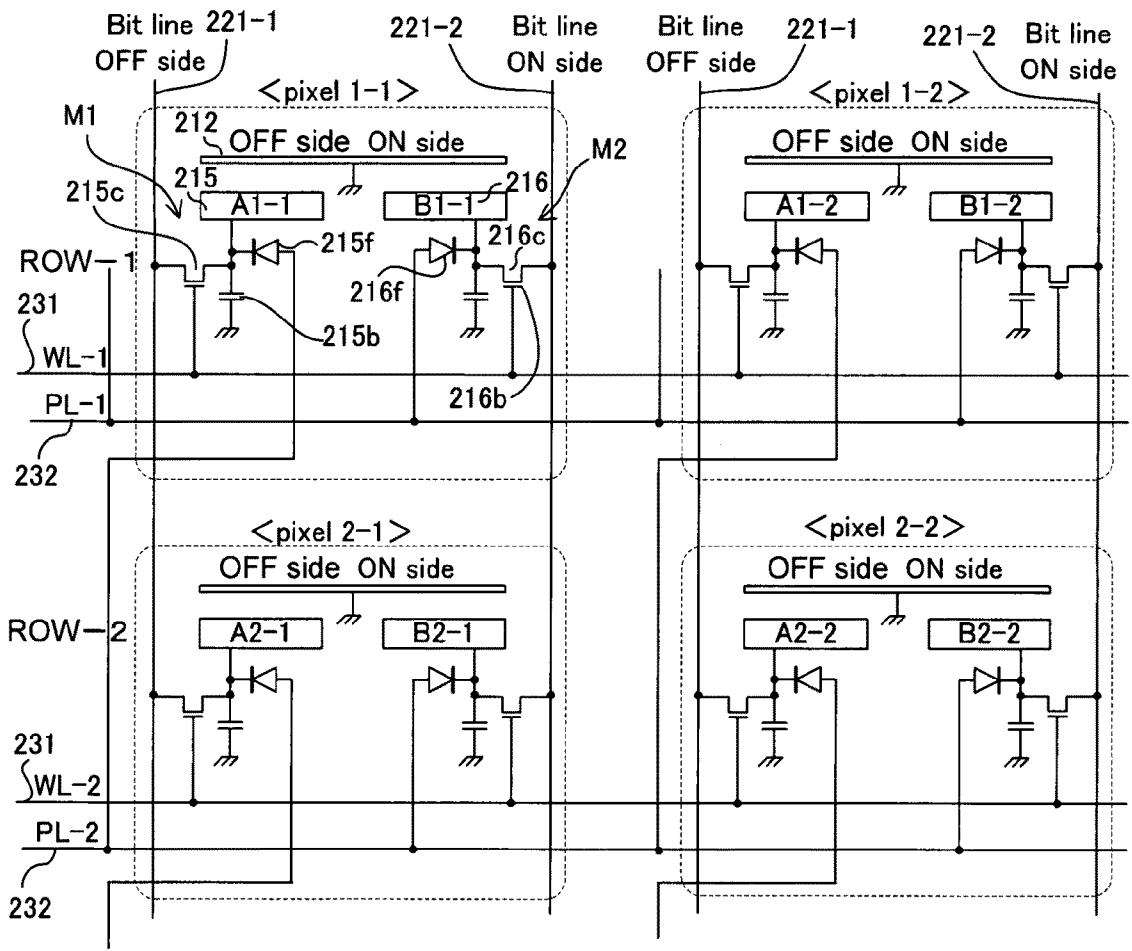 Bit line OFF side
221-1
221-2
Bit line ON side
Bit line OFF side
221-1
221-2
Bit line ON side
<pixel 1-1>
<pixel 1-2>
M1
212
OFF side ON side
M2
OFF side ON side
215c
215
A1-1
B1-1
216
A1-2
B1-2
215f
216c
ROW-1
216f
231
215b
WL-1
PL-1
216b
232
<pixel 2-1>
<pixel 2-2>
OFF side ON side
OFF side ON side
ROW-2
A2-1
B2-1
A2-2
B2-2
231
WL-2
PL-2
232